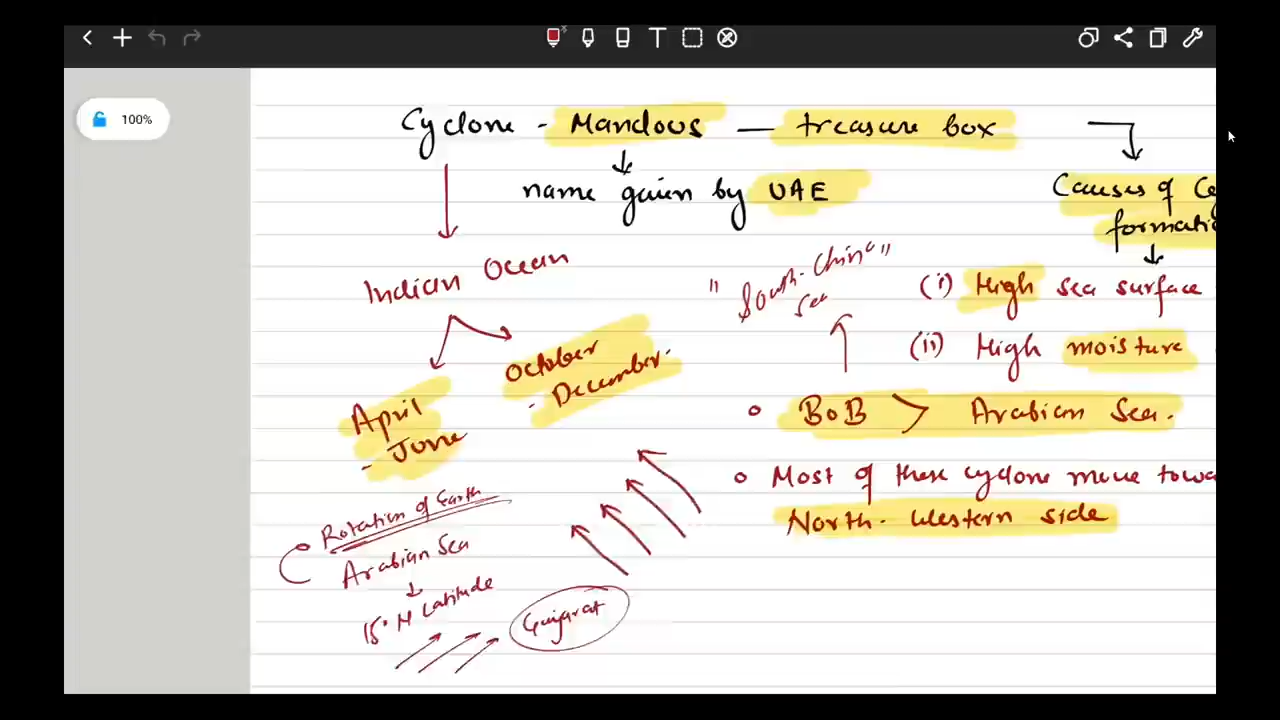 100%
Cyclone - Mandous — treasure box
name given by UAE
Causes of Cy
formati
Indian Ocean
"South-China"
Sea
(i) High sea surface
(ii) High moisture
October
- December.
April
- June
• BoB > Arabian Sea.
• Most of these cyclone move towa
North-Western side
Rotation of Earth
Arabian Sea
15° N Latitude
Gujarat